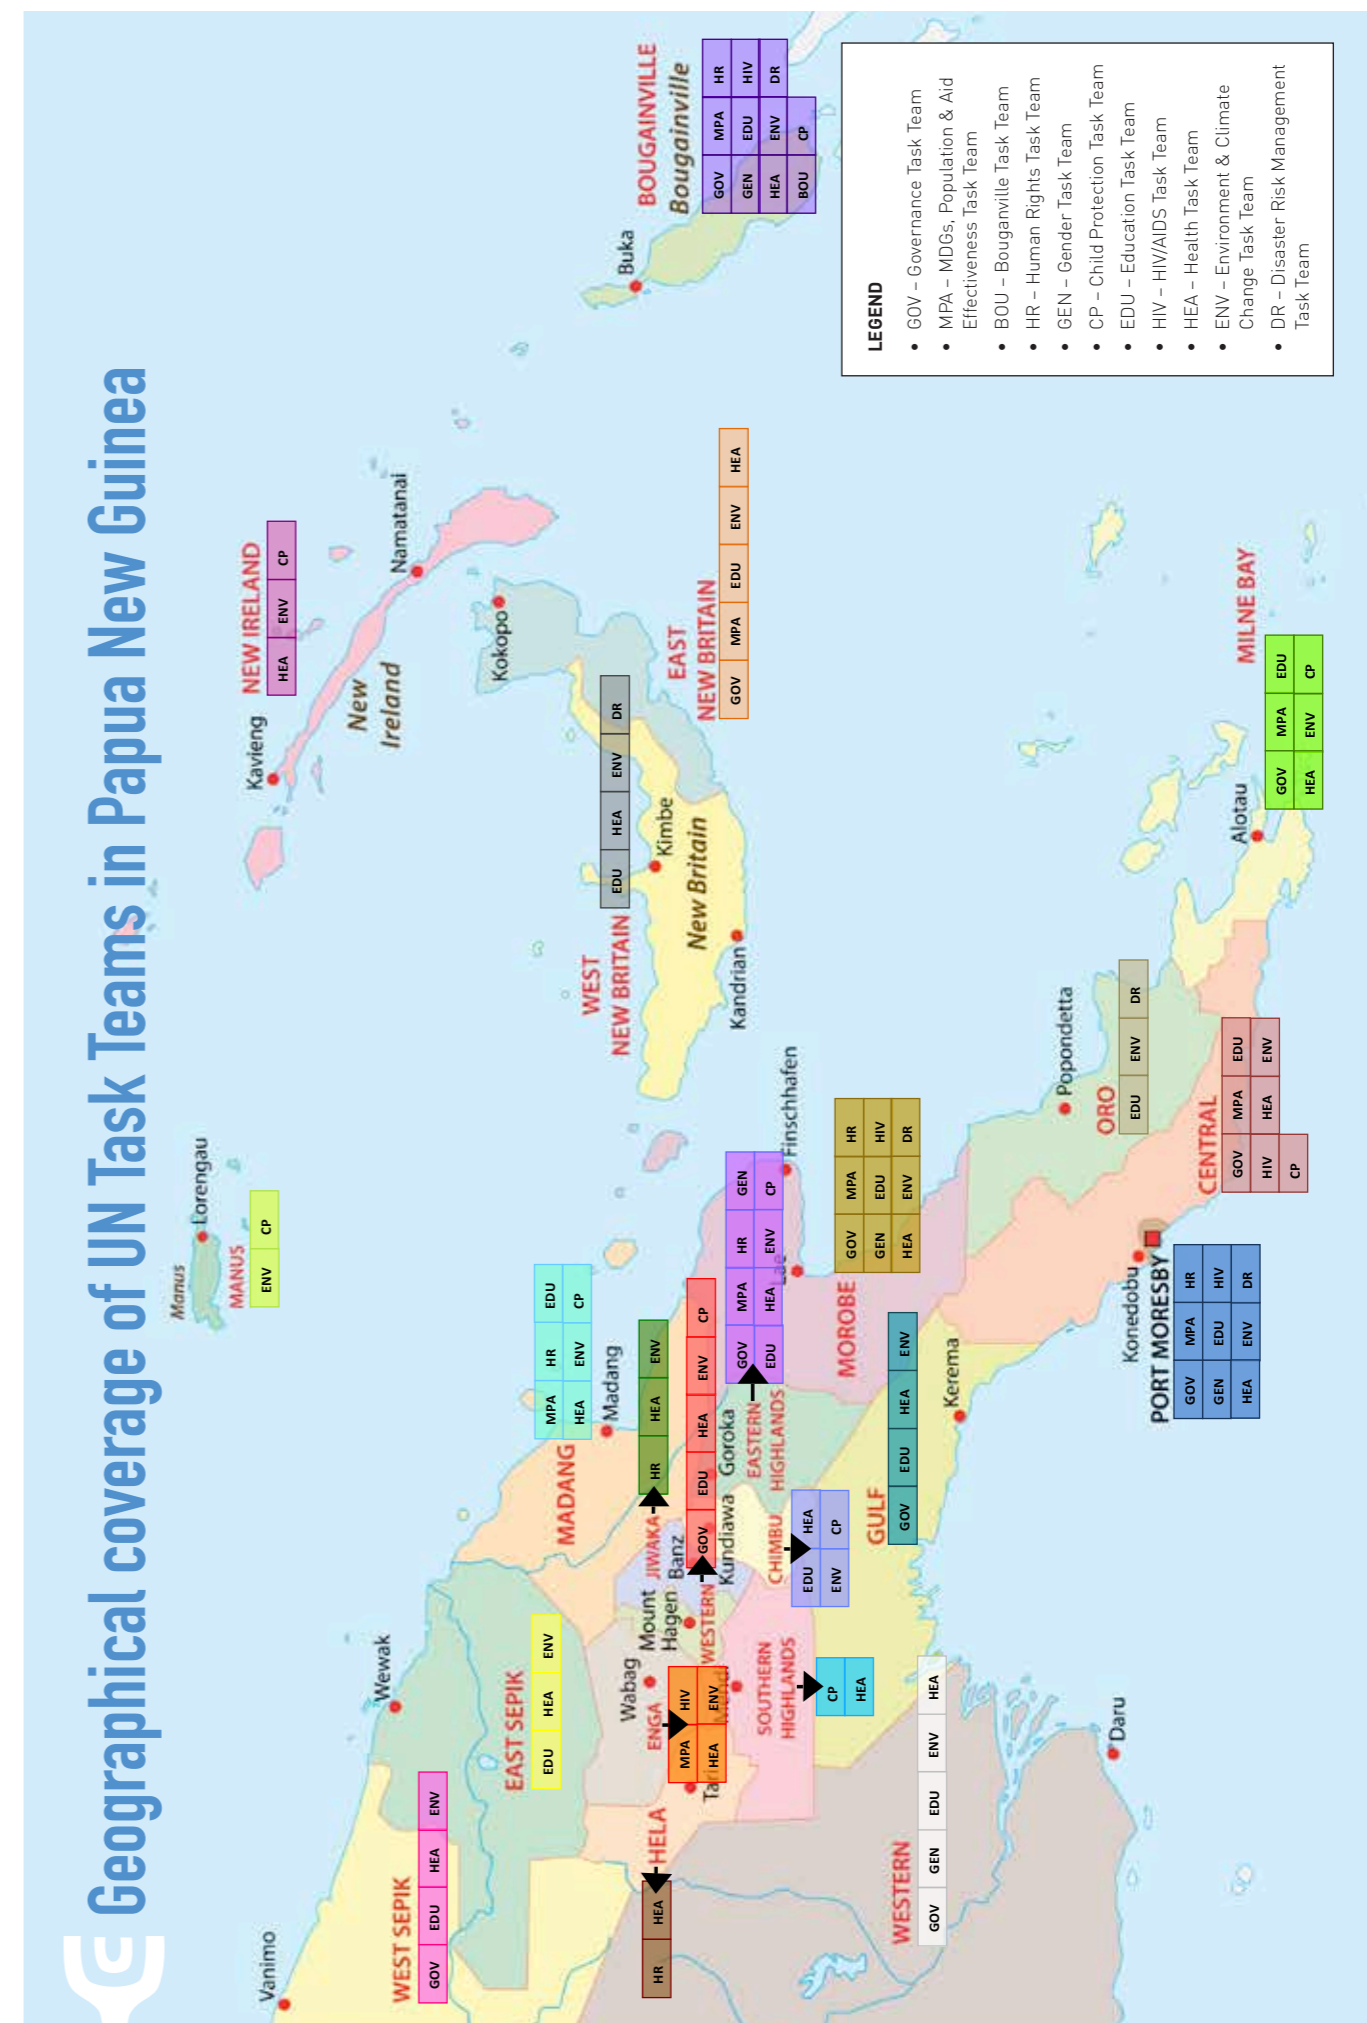 Geographical coverage of UN Task Teams in Papua New Guinea
Vanimo
WEST SEPIK
GOV EDU HEA ENV
Wewak
EAST SEPIK
EDU HEA ENV
Manus
Lorengau
MANUS
ENV CP
MADANG
Madang
MPA HR EDU
HEA ENV CP
Kavieng
NEW IRELAND
HEA ENV CP
New
Ireland
Namatanai
Kokopo
EAST
NEW BRITAIN
GOV MPA EDU ENV HEA
WEST
NEW BRITAIN
EDU HEA ENV DR
Kimbe
New Britain
Kandrian
Buka
BOUGAINVILLE
Bougainville
GOV MPA HR
GEN EDU HIV
HEA ENV DR
BOU CP
HELA
HR HEA
Tari
Wabag
ENGA
MPA HIV
HEA ENV
Mount
Hagen
WESTERN
GOV EDU HEA ENV CP
JIWAKA
HR HEA ENV
Banz
Kundiawa
Goroka
SOUTHERN
HIGHLANDS
CP
HEA
CHIMBU
EDU HEA
ENV CP
EASTERN
HIGHLANDS
GOV MPA HR GEN
EDU HEA ENV CP
Lae
Finschhafen
MOROBE
GOV MPA HR
GEN EDU HIV
HEA ENV DR
GULF
GOV EDU HEA ENV
Kerema
WESTERN
GOV GEN EDU ENV HEA
Daru
Konedobu
PORT MORESBY
GOV MPA HR
GEN EDU HIV
HEA ENV DR
Popondetta
ORO
EDU ENV DR
CENTRAL
GOV MPA EDU
HIV HEA ENV
CP
Alotau
MILNE BAY
GOV MPA EDU
HEA ENV CP
LEGEND
• GOV – Governance Task Team
• MPA – MDGs, Population & Aid
Effectiveness Task Team
• BOU – Bouganville Task Team
• HR – Human Rights Task Team
• GEN – Gender Task Team
• CP – Child Protection Task Team
• EDU – Education Task Team
• HIV – HIV/AIDS Task Team
• HEA – Health Task Team
• ENV – Environment & Climate
Change Task Team
• DR – Disaster Risk Management
Task Team